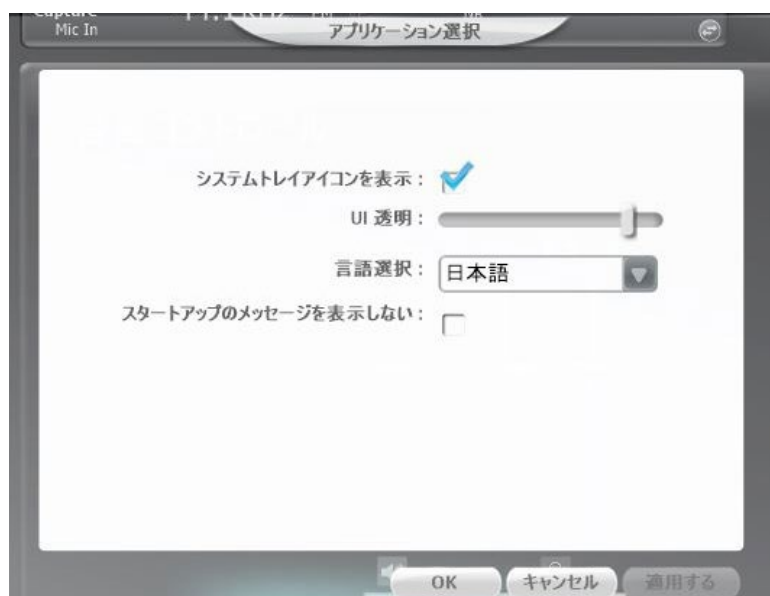 Capture
Mic In
アプリケーション選択
システムトレイアイコンを表示：
UI 透明：
言語選択：
日本語
スタートアップのメッセージを表示しない：
OK
キャンセル
適用する